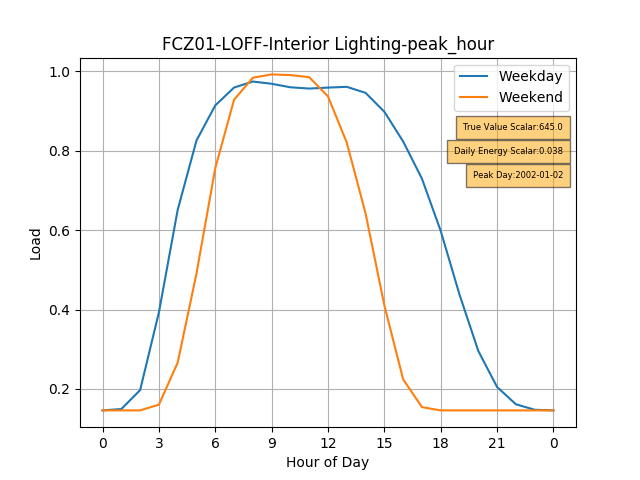 FCZ01-LOFF-Interior Lighting-peak_hour
Load
1.0
0.8
0.6
0.4
0.2
Weekday
Weekend
True Value Scalar:645.0
Daily Energy Scalar:0.038
Peak Day:2002-01-02
0 3 6 9 12 15 18 21 0
Hour of Day